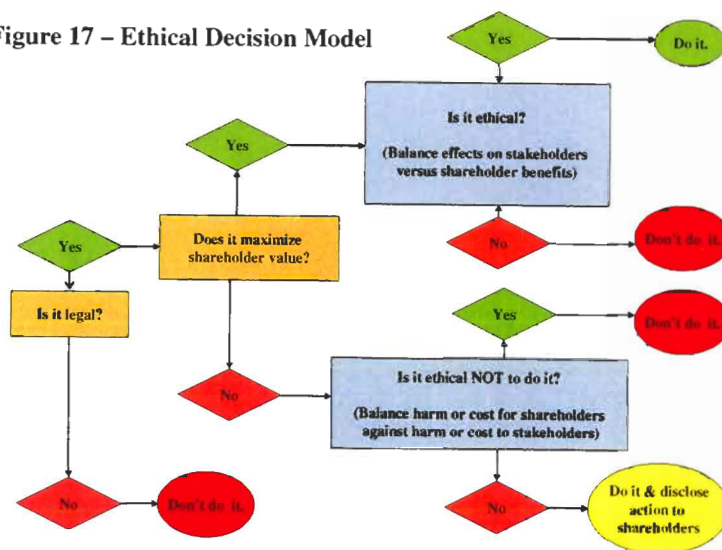 igure 17 – Ethical Decision Model
Yes
Do it.
Is it ethical?
(Balance effects on stakeholders
versus shareholder benefits)
Yes
No
Don't do it.
Yes
Does it maximize
shareholder value?
Is it legal?
Yes
Don't do it.
No
Is it ethical NOT to do it?
(Balance harm or cost for shareholders
against harm or cost to stakeholders)
No
Don't do it.
No
Do it & disclose
action to
shareholders